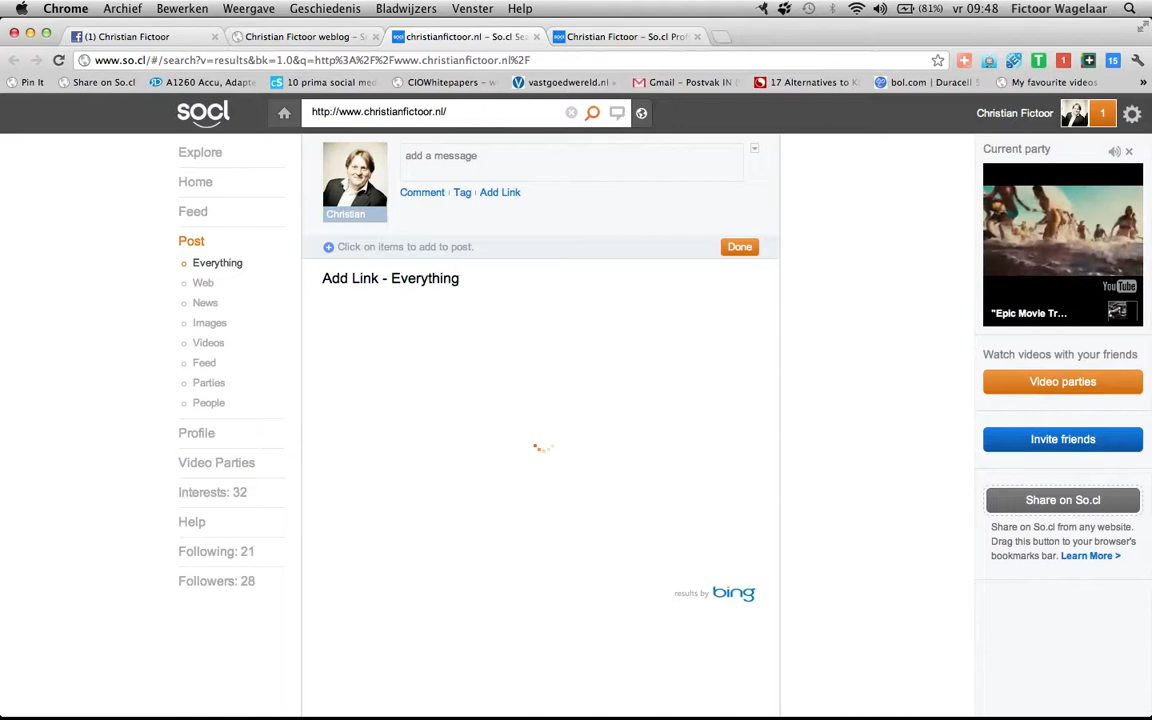 Chrome Archief Bewerken Weergave Geschiedenis Bladwijzers Venster Help (81%) vr 09:48 Fictoor Wagelaar
(1) Christian Fictoor
Christian Fictoor weblog – S
christianfictoor.nl – So.cl Sea
Christian Fictoor – So.cl Prof
www.so.cl/#/search?v=results&bk=1.0&q=http%3A%2F%2Fwww.christianfictoor.nl%2F
T 1 15
Pin It
Share on So.cl
A1260 Accu, Adapte
10 prima social med
CIOWhitepapers – w
vastgoedwereld.nl »
Gmail – Postvak IN (
17 Alternatives to Kl
bol.com | Duracell S
My favourite videos
»
socl
http://www.christianfictoor.nl/
Christian Fictoor
1
Explore
Home
Feed
Post
Everything
Web
News
Images
Videos
Feed
Parties
People
Profile
Video Parties
Interests: 32
Help
Following: 21
Followers: 28
Christian
add a message
Comment Tag Add Link
Click on items to add to post.
Done
Add Link - Everything
results by bing
Current party
YouTube
"Epic Movie Tr...
Watch videos with your friends
Video parties
Invite friends
Share on So.cl
Share on So.cl from any website.
Drag this button to your browser's
bookmarks bar. Learn More >